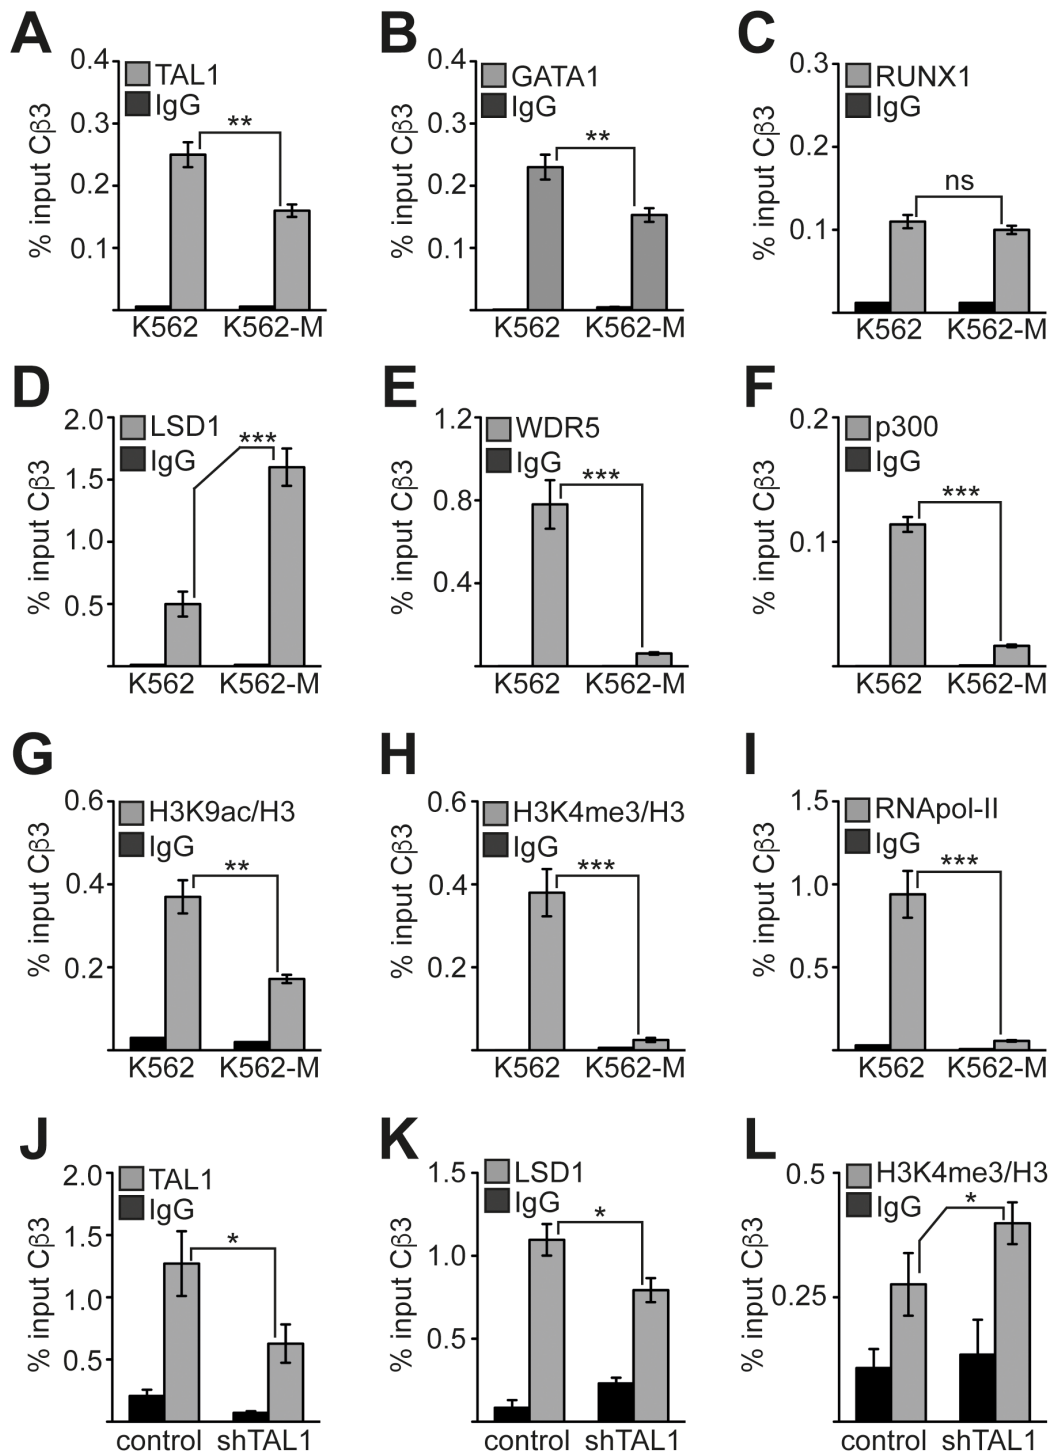 A
% input Cβ3
0.4
0.3
0.2
0.1
TAL1
IgG
**
K562 K562-M
B
% input Cβ3
0.4
0.3
0.2
0.1
GATA1
IgG
**
K562 K562-M
C
% input Cβ3
0.3
0.2
0.1
RUNX1
IgG
ns
K562 K562-M
D
% input Cβ3
2.0
1.5
1.0
0.5
LSD1
IgG
***
K562 K562-M
E
% input Cβ3
1.2
0.8
0.4
WDR5
IgG
***
K562 K562-M
F
% input Cβ3
0.2
0.1
p300
IgG
***
K562 K562-M
G
% input Cβ3
0.6
0.4
0.2
H3K9ac/H3
IgG
**
K562 K562-M
H
% input Cβ3
0.6
0.4
0.2
H3K4me3/H3
IgG
***
K562 K562-M
I
% input Cβ3
1.5
1.0
0.5
RNApol-II
IgG
***
K562 K562-M
J
% input Cβ3
2.0
1.5
1.0
0.5
TAL1
IgG
*
control shTAL1
K
% input Cβ3
1.5
1.0
0.5
LSD1
IgG
*
control shTAL1
L
% input Cβ3
0.5
0.25
H3K4me3/H3
IgG
*
control shTAL1